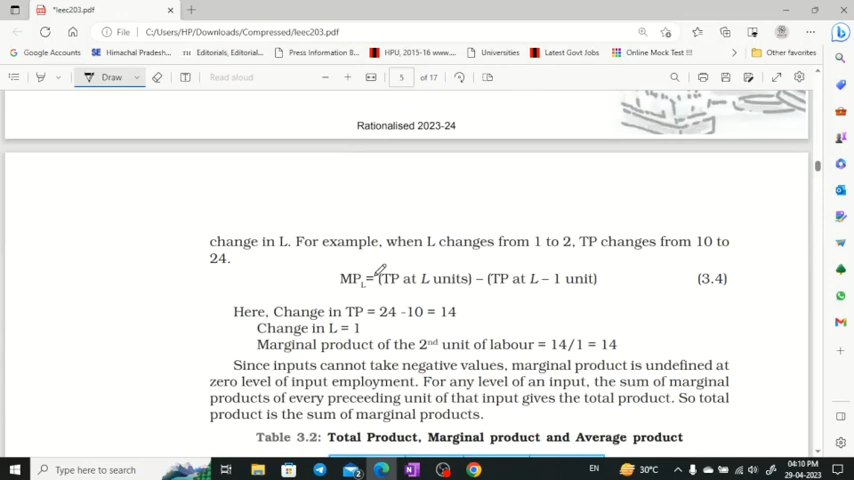 *leec203.pdf
File
C:/Users/HP/Downloads/Compressed/leec203.pdf
Google Accounts
Himachal Pradesh...
Editorials, Editorial...
Press Information B...
HPU, 2015-16 west....
Universities
Latest Govt Jobs
Online Mock Test !!!
Other favorites
Draw
Read aloud
5
of 17
Rationalised 2023-24
change in L. For example, when L changes from 1 to 2, TP changes from 10 to
24.
MPL= (TP at L units) – (TP at L – 1 unit) (3.4)
Here, Change in TP = 24 -10 = 14
Change in L = 1
Marginal product of the 2nd unit of labour = 14/1 = 14
Since inputs cannot take negative values, marginal product is undefined at
zero level of input employment. For any level of an input, the sum of marginal
products of every preceeding unit of that input gives the total product. So total
product is the sum of marginal products.
Table 3.2: Total Product, Marginal product and Average product
Type here to search
2
EN
30°C
04:10 PM
29-04-2023